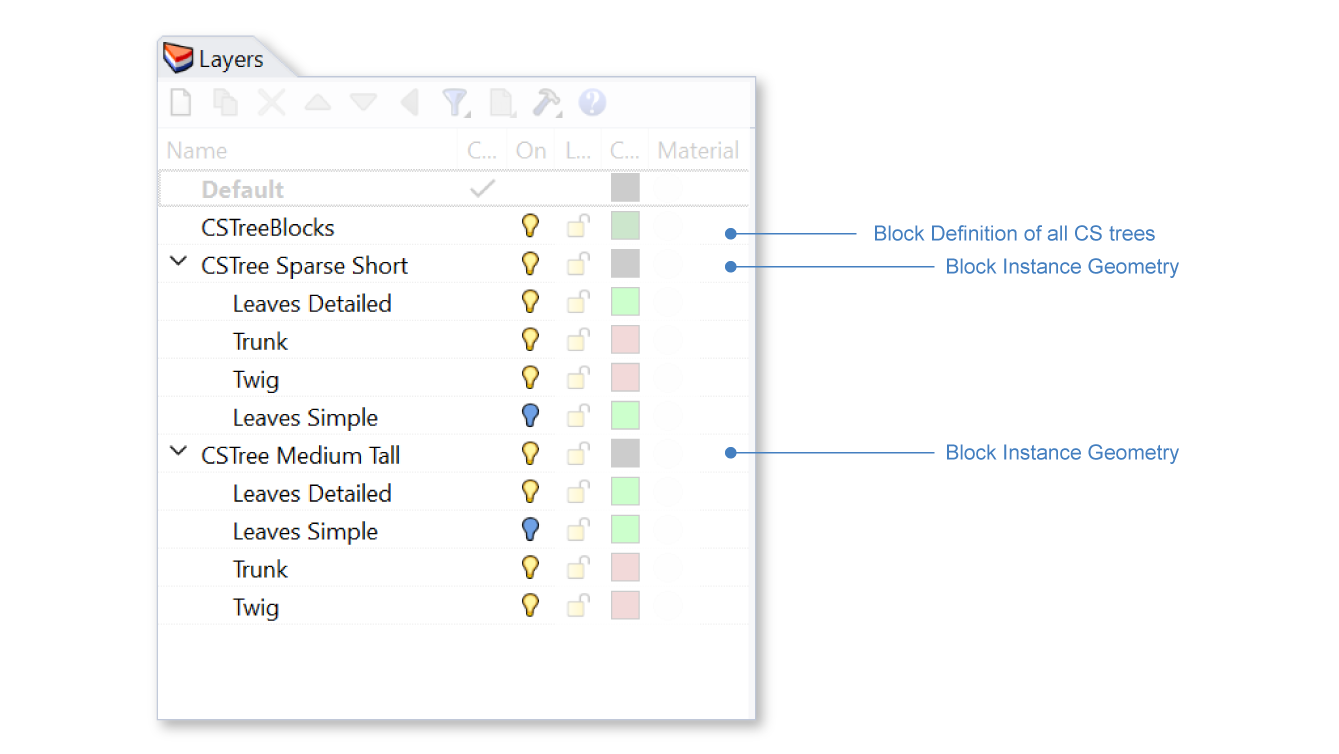 Layers
Name C... On L... C... Material
Default
CSTreeBlocks
Block Definition of all CS trees
CSTree Sparse Short
Block Instance Geometry
Leaves Detailed
Trunk
Twig
Leaves Simple
CSTree Medium Tall
Block Instance Geometry
Leaves Detailed
Leaves Simple
Trunk
Twig